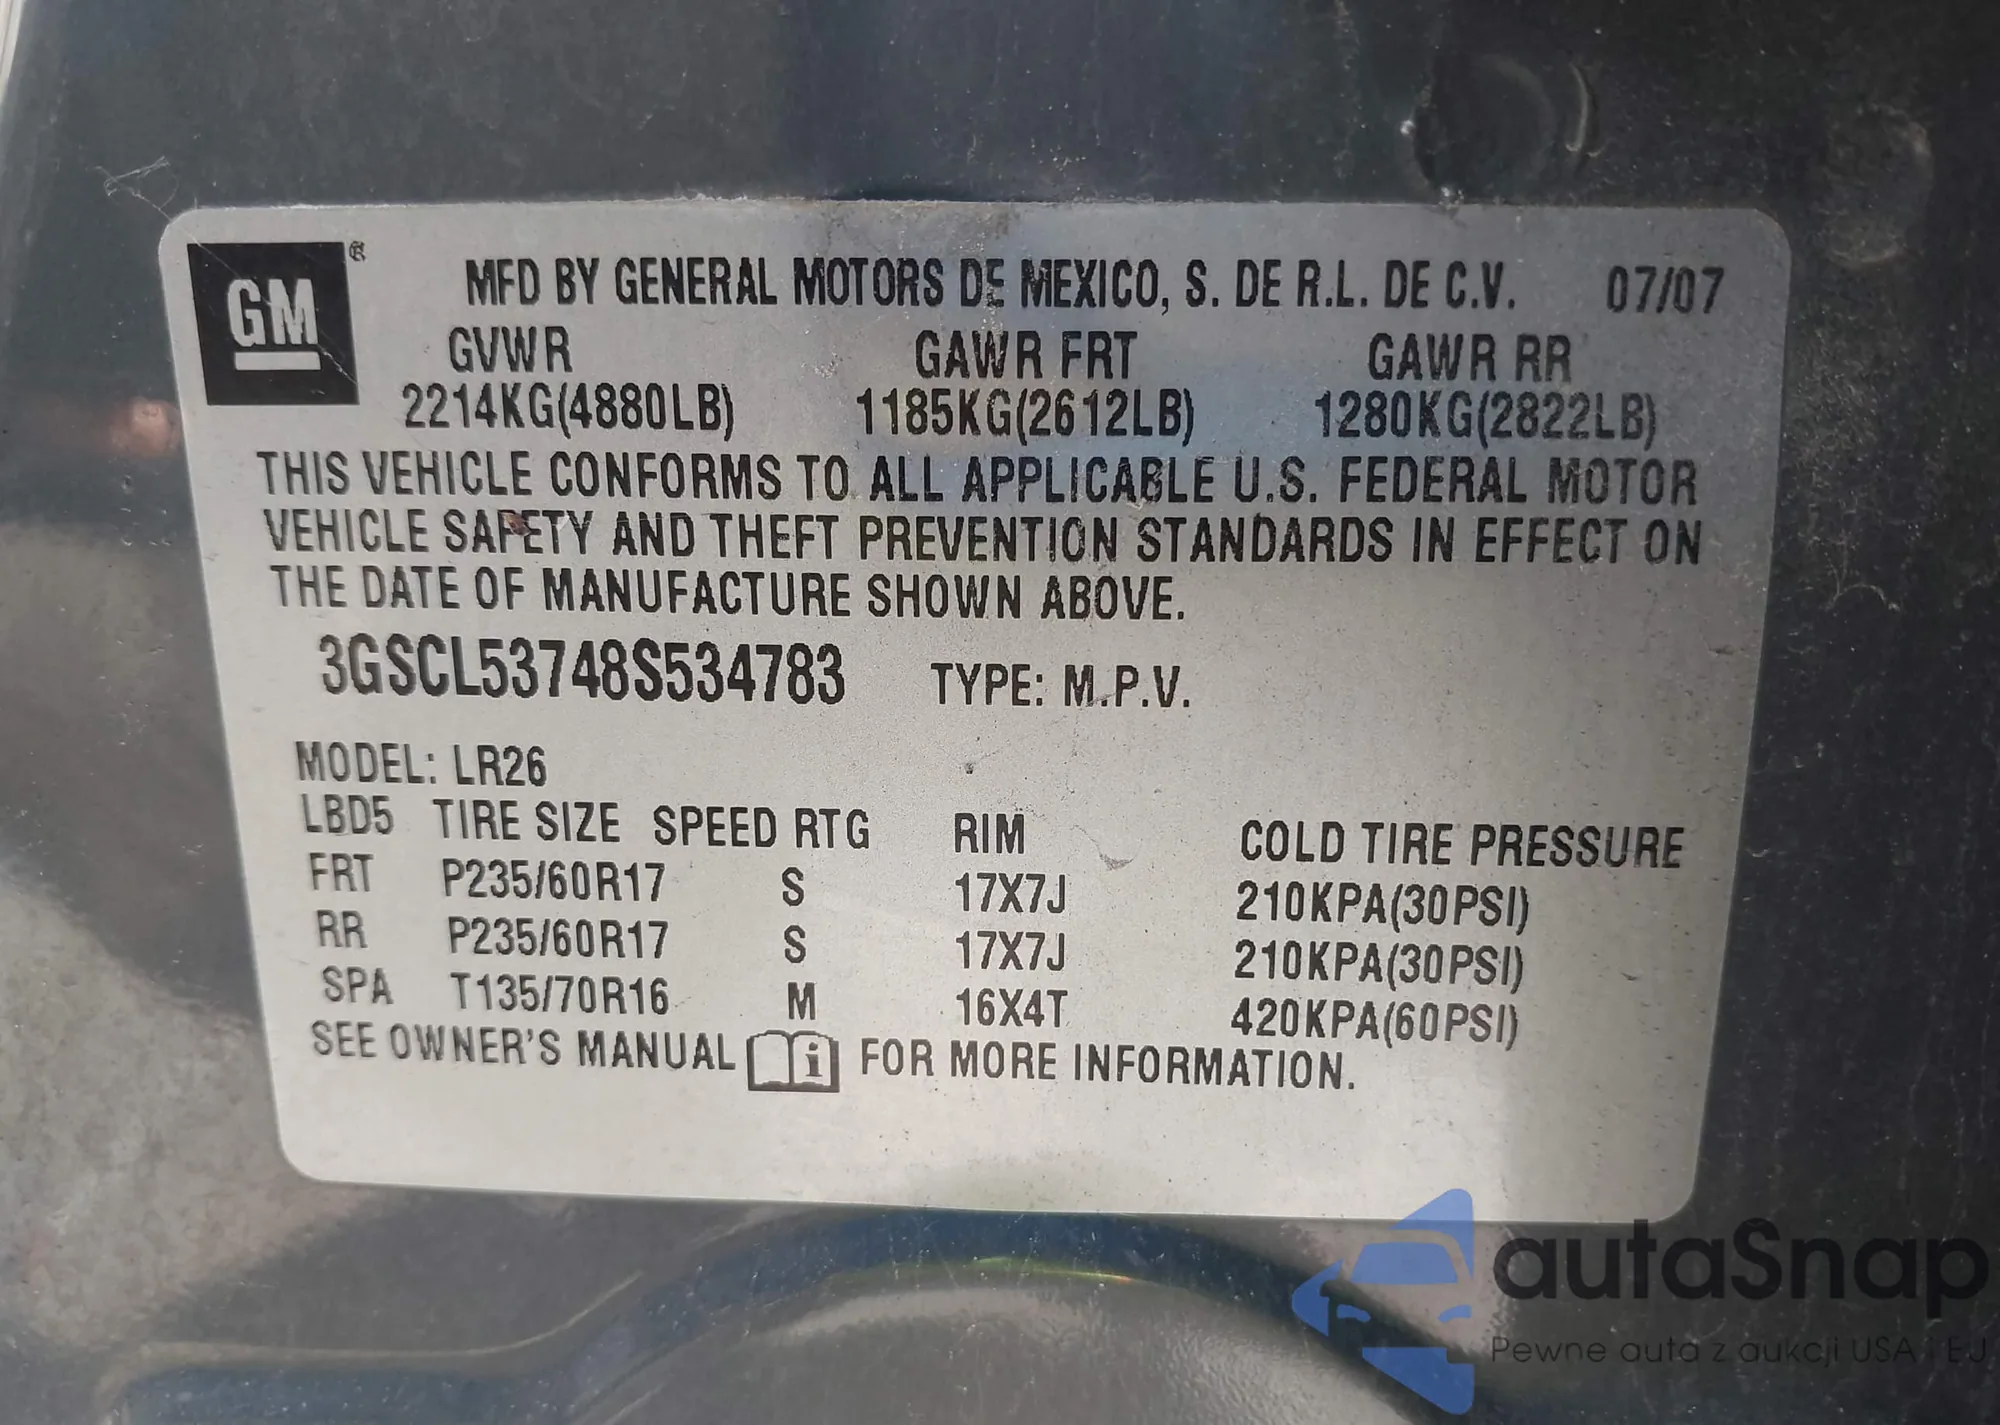 GM ®
MFD BY GENERAL MOTORS DE MEXICO, S. DE R.L. DE C.V. 07/07
GVWR GAWR FRT GAWR RR
2214KG(4880LB) 1185KG(2612LB) 1280KG(2822LB)
THIS VEHICLE CONFORMS TO ALL APPLICABLE U.S. FEDERAL MOTOR
VEHICLE SAFETY AND THEFT PREVENTION STANDARDS IN EFFECT ON
THE DATE OF MANUFACTURE SHOWN ABOVE.
3GSCL53748S534783 TYPE: M.P.V.
MODEL: LR26
LBD5 TIRE SIZE SPEED RTG RIM COLD TIRE PRESSURE
FRT P235/60R17 S 17X7J 210KPA(30PSI)
RR P235/60R17 S 17X7J 210KPA(30PSI)
SPA T135/70R16 M 16X4T 420KPA(60PSI)
SEE OWNER'S MANUAL i FOR MORE INFORMATION.
autaSnap
Pewne auta z aukcji USA i EU